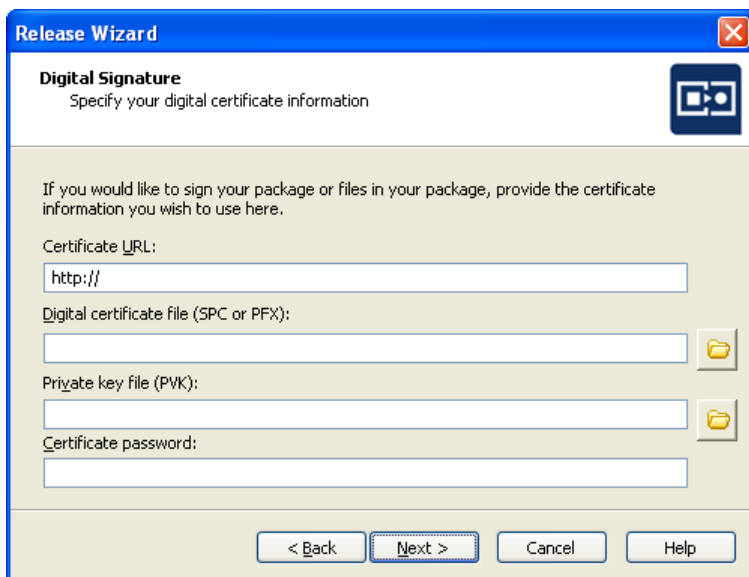 Release Wizard
Digital Signature
Specify your digital certificate information
If you would like to sign your package or files in your package, provide the certificate
information you wish to use here.
Certificate URL:
http://
Digital certificate file (SPC or PFX):
Private key file (PVK):
Certificate password:
< Back
Next >
Cancel
Help